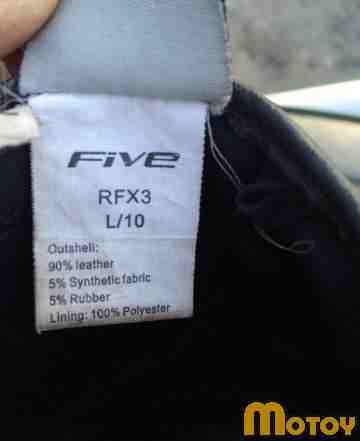 Five
RFX3
L/10
Outshell:
90% leather
5% Synthetic fabric
5% Rubber
Lining: 100% Polyester
Motoy